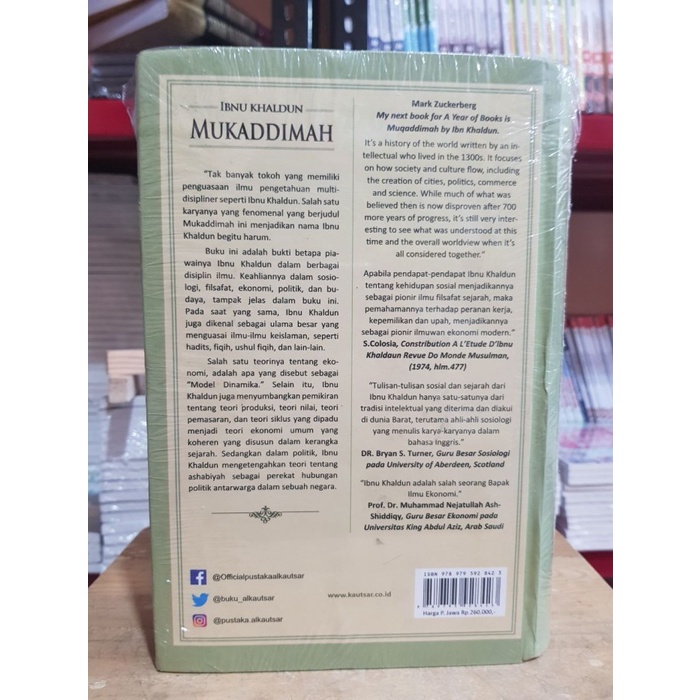 IBNU KHALDUN
MUKADDIMAH
"Tak banyak tokoh yang memiliki
penguasaan ilmu pengetahuan multi-
disipliner seperti Ibnu Khaldun. Salah satu
karyanya yang fenomenal yang berjudul
Mukaddimah ini menjadikan nama Ibnu
Khaldun begitu harum.
Buku ini adalah bukti betapa pia-
wainya Ibnu Khaldun dalam berbagai
disiplin ilmu. Keahliannya dalam sosio-
logi, filsafat, ekonomi, politik, dan bu-
daya, tampak jelas dalam buku ini.
Pada saat yang sama, Ibnu Khaldun
juga dikenal sebagai ulama besar yang
menguasai ilmu-ilmu keislaman, seperti
hadits, fiqih, ushul fiqih, dan lain-lain.
Salah satu teorinya tentang eko-
nomi, adalah apa yang disebut sebagai
"Model Dinamika." Selain itu, Ibnu
Khaldun juga menyumbangkan pemikiran
tentang teori produksi, teori nilai, teori
pemasaran, dan teori siklus yang dipadu
menjadi teori ekonomi umum yang
koheren yang disusun dalam kerangka
sejarah. Sedangkan dalam politik, Ibnu
Khaldun mengetengahkan teori tentang
ashabiyah sebagai perekat hubungan
politik antarwarga dalam sebuah negara.
Mark Zuckerberg
My next book for A Year of Books is
Muqaddimah by Ibn Khaldun.
It's a history of the world written by an in-
tellectual who lived in the 1300s. It focuses
on how society and culture flow, including
the creation of cities, politics, commerce
and science. While much of what was
believed then is now disproven after 700
more years of progress, it's still very inter-
esting to see what was understood at this
time and the overall worldview when it's
all considered together."
Apabila pendapat-pendapat Ibnu Khaldun
tentang kehidupan sosial menjadikannya
sebagai pionir ilmu filsafat sejarah, maka
pemahamannya terhadap peranan kerja,
kepemilikan dan upah, menjadikannya
sebagai pionir ilmuwan ekonomi modern."
S.Colosia, Constribution A L'Etude D'Ibnu
Khaldaun Revue Do Monde Musulman,
(1974, hlm.477)
"Tulisan-tulisan sosial dan sejarah dari
Ibnu Khaldun hanya satu-satunya dari
tradisi intelektual yang diterima dan diakui
di dunia Barat, terutama ahli-ahli sosiologi
yang menulis karya-karyanya dalam
bahasa Inggris."
DR. Bryan S. Turner, Guru Besar Sosiologi
pada University of Aberdeen, Scotland
"Ibnu Khaldun adalah salah seorang Bapak
Ilmu Ekonomi."
Prof. Dr. Muhammad Nejatullah Ash-
Shiddiqy, Guru Besar Ekonomi pada
Universitas King Abdul Aziz, Arab Saudi
@Officialpustakaalkautsar
@buku_alkautsar
@pustaka.alkautsar
www.kautsar.co.id
ISBN 978 979 592 842 3
Harga P. Jawa Rp.260.000,-